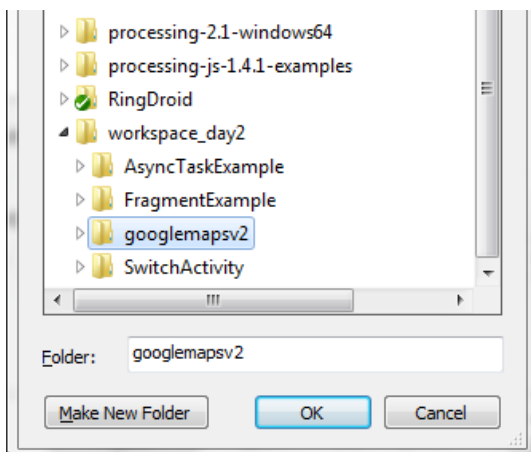 processing-2.1-windows64
processing-js-1.4.1-examples
RingDroid
workspace_day2
AsyncTaskExample
FragmentExample
googlemapsv2
SwitchActivity
Folder: googlemapsv2
Make New Folder OK Cancel